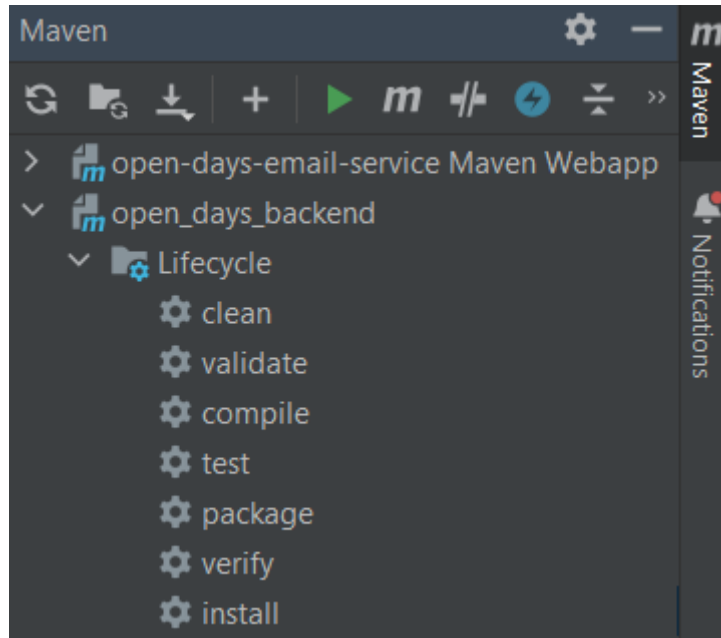 Maven
m
open-days-email-service Maven Webapp
open_days_backend
Lifecycle
clean
validate
compile
test
package
verify
install
m
Maven
Notifications